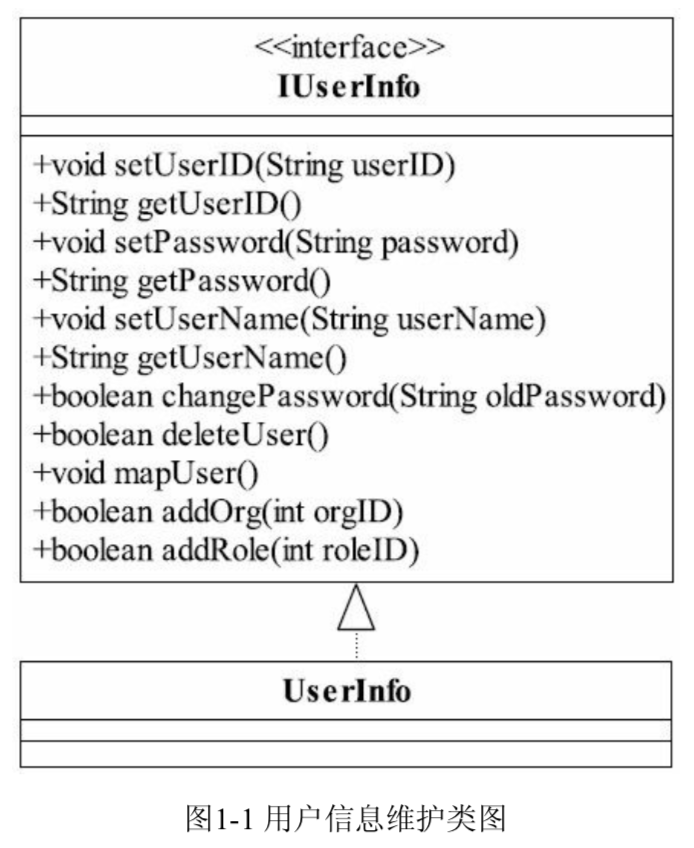 <<interface>>
IUserInfo
+void setUserID(String userID)
+String getUserID()
+void setPassword(String password)
+String getPassword()
+void setUserName(String userName)
+String getUserName()
+boolean changePassword(String oldPassword)
+boolean deleteUser()
+void mapUser()
+boolean addOrg(int orgID)
+boolean addRole(int roleID)
UserInfo
图1-1 用户信息维护类图